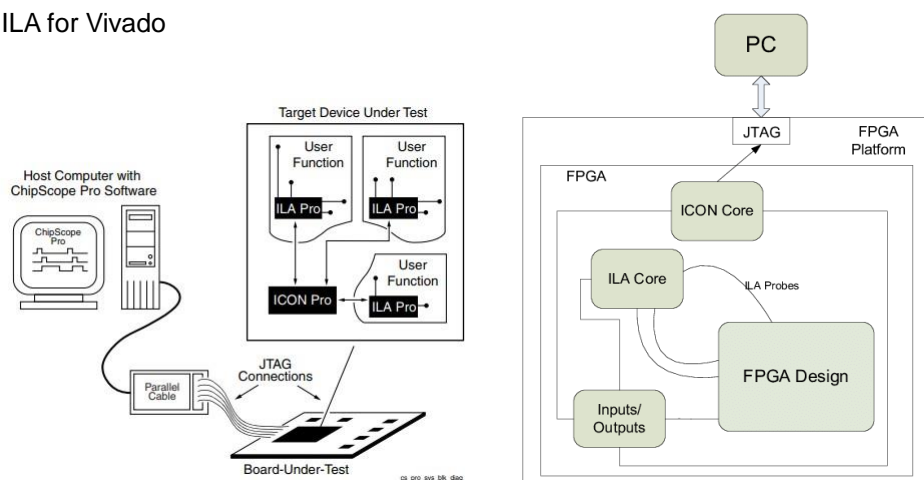 ILA for Vivado
Target Device Under Test
User
Function
ILA Pro
User
Function
ILA Pro
User
Function
ILA Pro
ICON Pro
Host Computer with
ChipScope Pro Software
ChipScope
Pro
JTAG
Connections
Parallel
Cable
Board-Under-Test
cs_pro_sys_blk_diag
PC
JTAG
FPGA
Platform
FPGA
ICON Core
ILA Core
ILA Probes
FPGA Design
Inputs/
Outputs